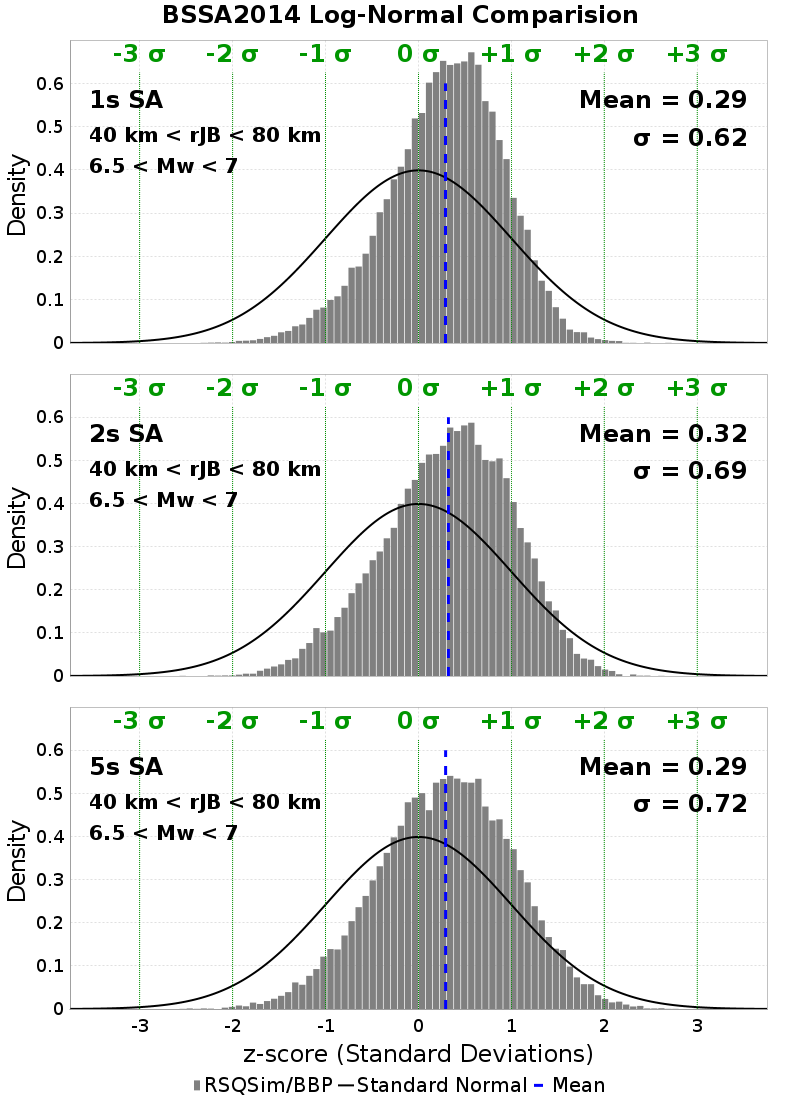 BSSA2014 Log-Normal Comparision
-3 σ -2 σ -1 σ 0 σ +1 σ +2 σ +3 σ
1s SA
Mean = 0.29
40 km < rJB < 80 km
σ = 0.62
6.5 < Mw < 7
Density
0.6
0.5
0.4
0.3
0.2
0.1
0
-3 σ -2 σ -1 σ 0 σ +1 σ +2 σ +3 σ
2s SA
Mean = 0.32
40 km < rJB < 80 km
σ = 0.69
6.5 < Mw < 7
Density
0.6
0.5
0.4
0.3
0.2
0.1
0
-3 σ -2 σ -1 σ 0 σ +1 σ +2 σ +3 σ
5s SA
Mean = 0.29
40 km < rJB < 80 km
σ = 0.72
6.5 < Mw < 7
Density
0.6
0.5
0.4
0.3
0.2
0.1
0
-3 -2 -1 0 1 2 3
z-score (Standard Deviations)
RSQSim/BBP Standard Normal Mean